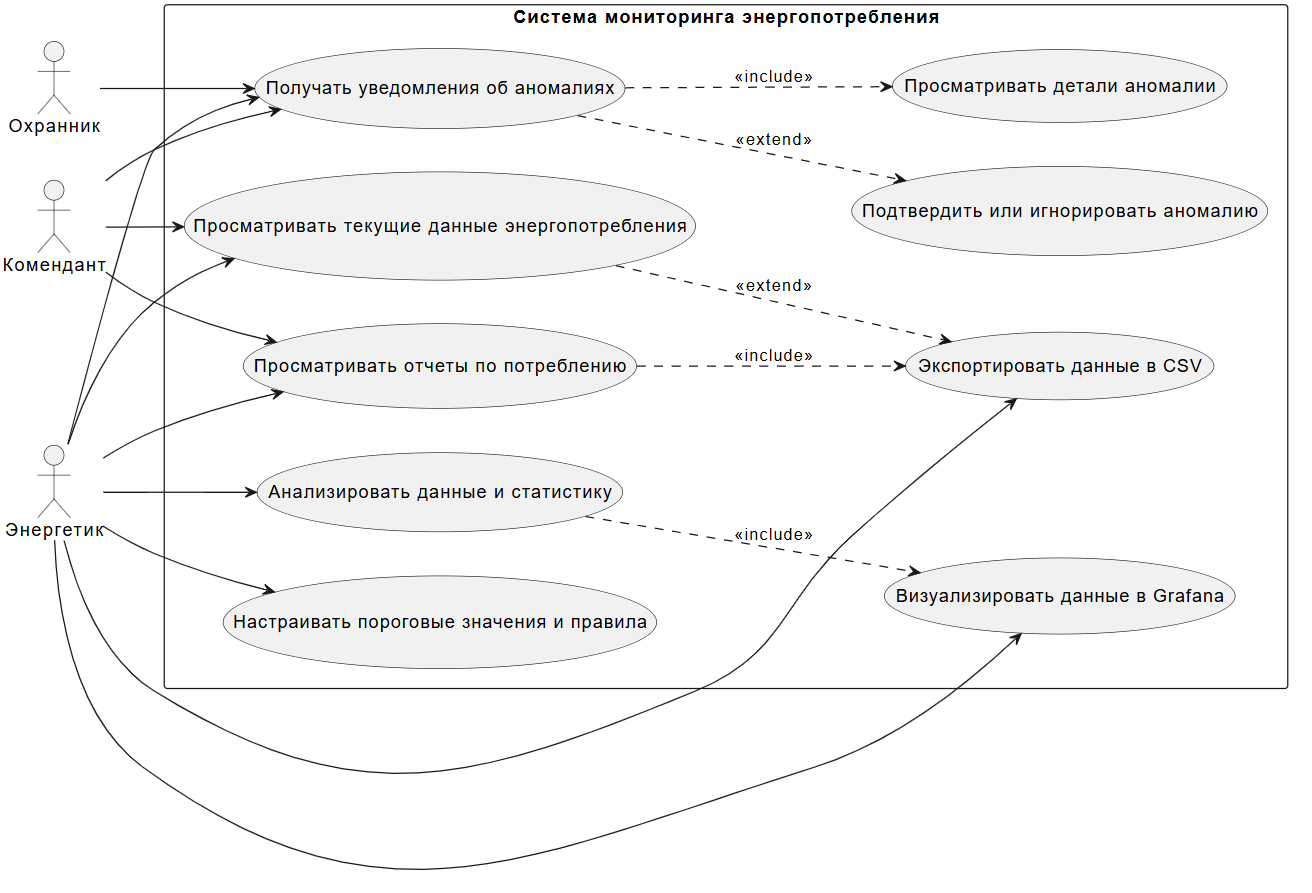 Система мониторинга энергопотребления
Охранник
Получать уведомления об аномалиях
«include»
Просматривать детали аномалии
«extend»
Подтвердить или игнорировать аномалию
Комендант
Просматривать текущие данные энергопотребления
«extend»
Просматривать отчеты по потреблению
«include»
Экспортировать данные в CSV
Энергетик
Анализировать данные и статистику
«include»
Визуализировать данные в Grafana
Настраивать пороговые значения и правила